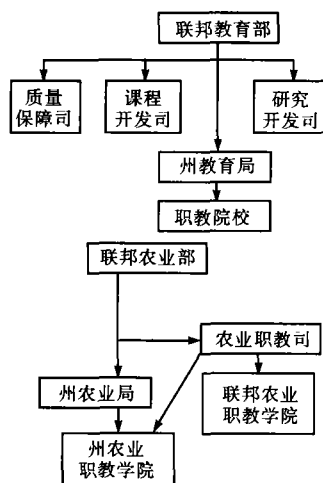 联邦教育部
质量
保障司
课程
开发司
研究
开发司
州教育局
职教院校
联邦农业部
农业职教司
州农业局
联邦农业
职教学院
州农业
职教学院